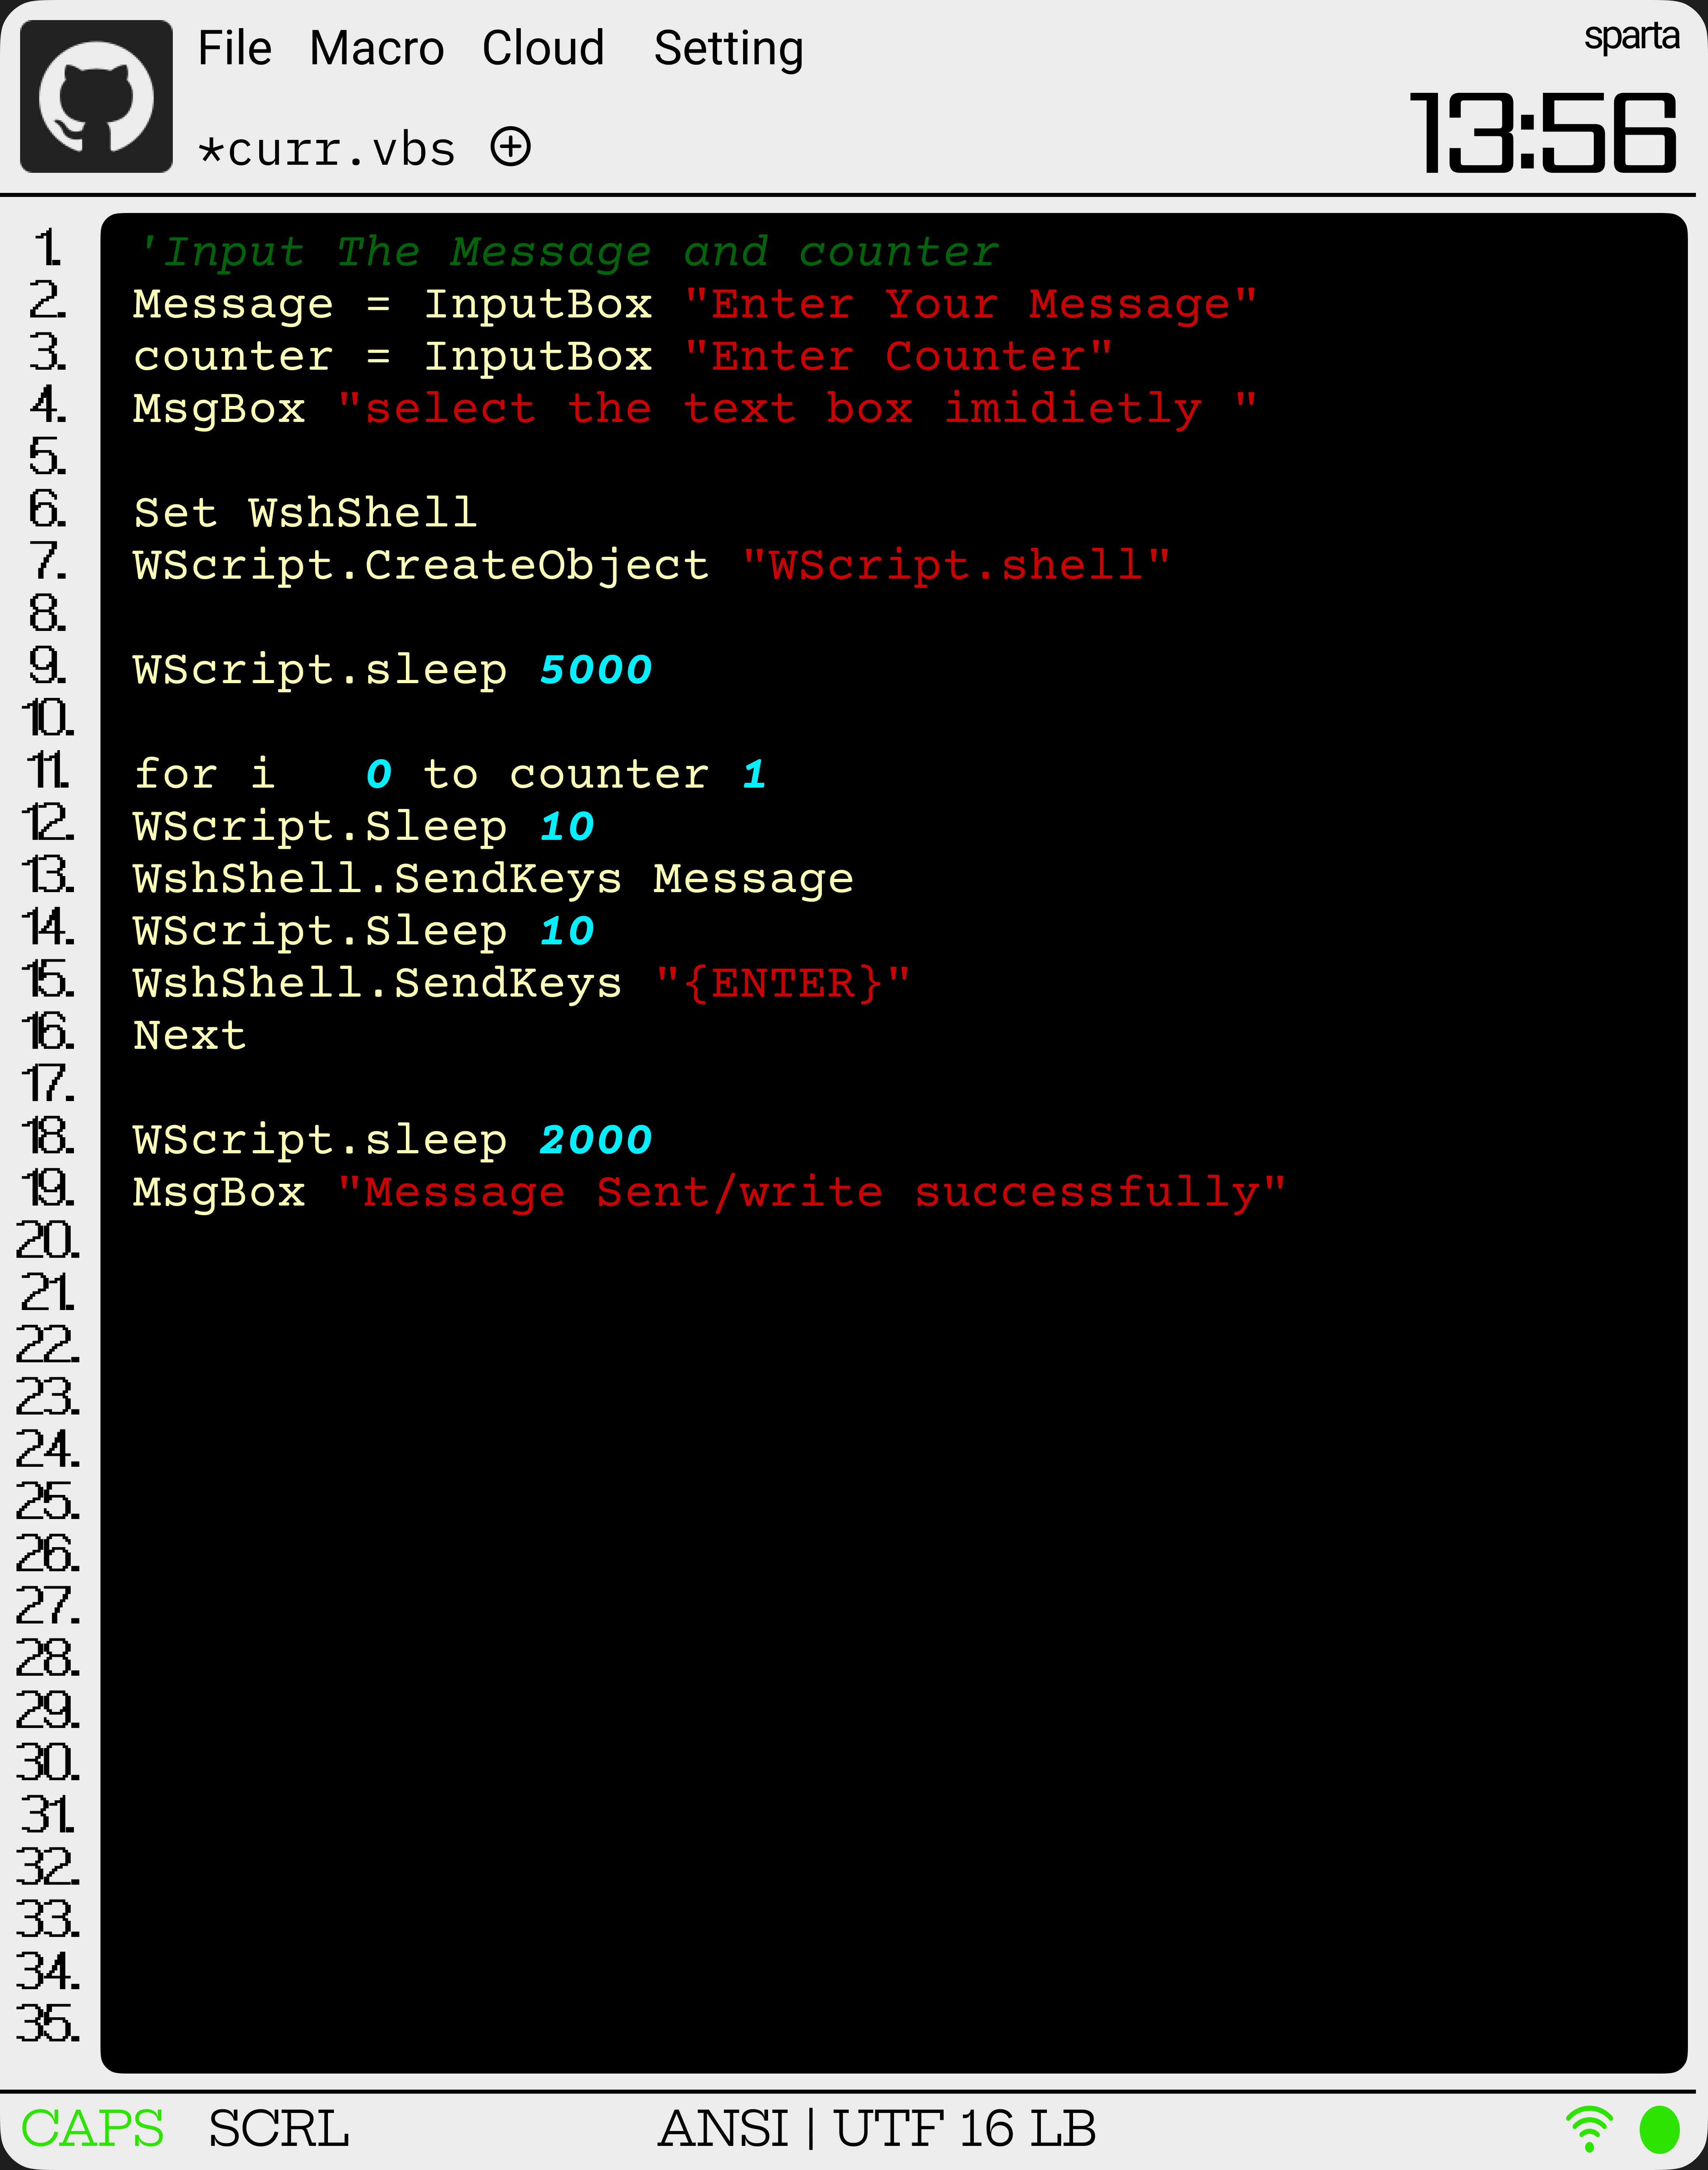 File Macro Cloud Setting
sparta
*curr.vbs
13:56
1. 'Input The Message and counter
2. Message = InputBox "Enter Your Message"
3. counter = InputBox "Enter Counter"
4. MsgBox "select the text box imidietly "
5.
6. Set WshShell
7. WScript.CreateObject "WScript.shell"
8.
9. WScript.sleep 5000
10.
11. for i   0 to counter 1
12. WScript.Sleep 10
13. WshShell.SendKeys Message
14. WScript.Sleep 10
15. WshShell.SendKeys "{ENTER}"
16. Next
17.
18. WScript.sleep 2000
19. MsgBox "Message Sent/write successfully"
20.
21.
22.
23.
24.
25.
26.
27.
28.
29.
30.
31.
32.
33.
34.
35.
CAPS SCRL ANSI | UTF 16 LB